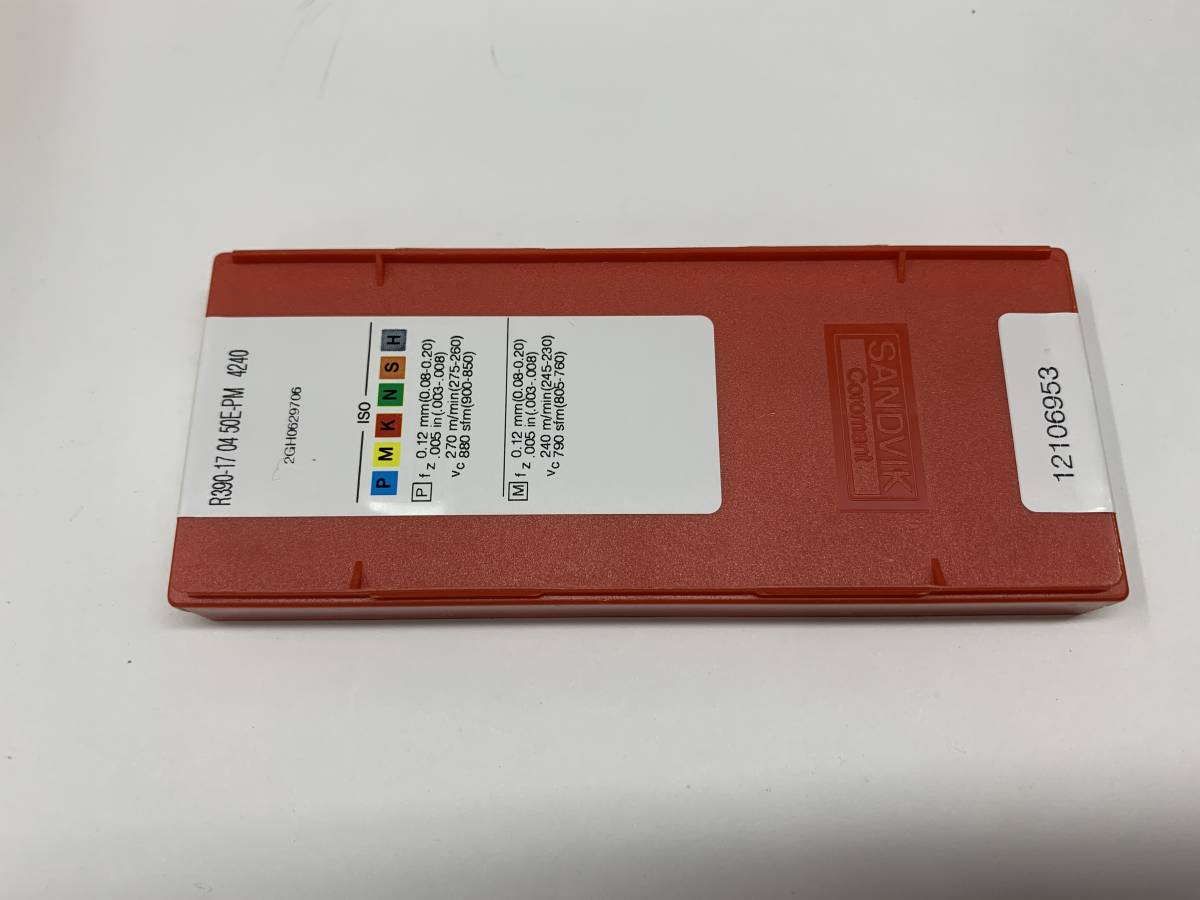 R390-17 04 50E-PM 4240
2GH0629706
ISO
P M K N S H
P fz 0.12 mm(0.08-0.20)
.005 in(.003-.008)
vc 270 m/min(275-260)
880 sfm(900-850)
M fz 0.12 mm(0.08-0.20)
.005 in(.003-.008)
vc 240 m/min(245-230)
790 sfm(805-760)
SANDVIK
Coromant
12106953